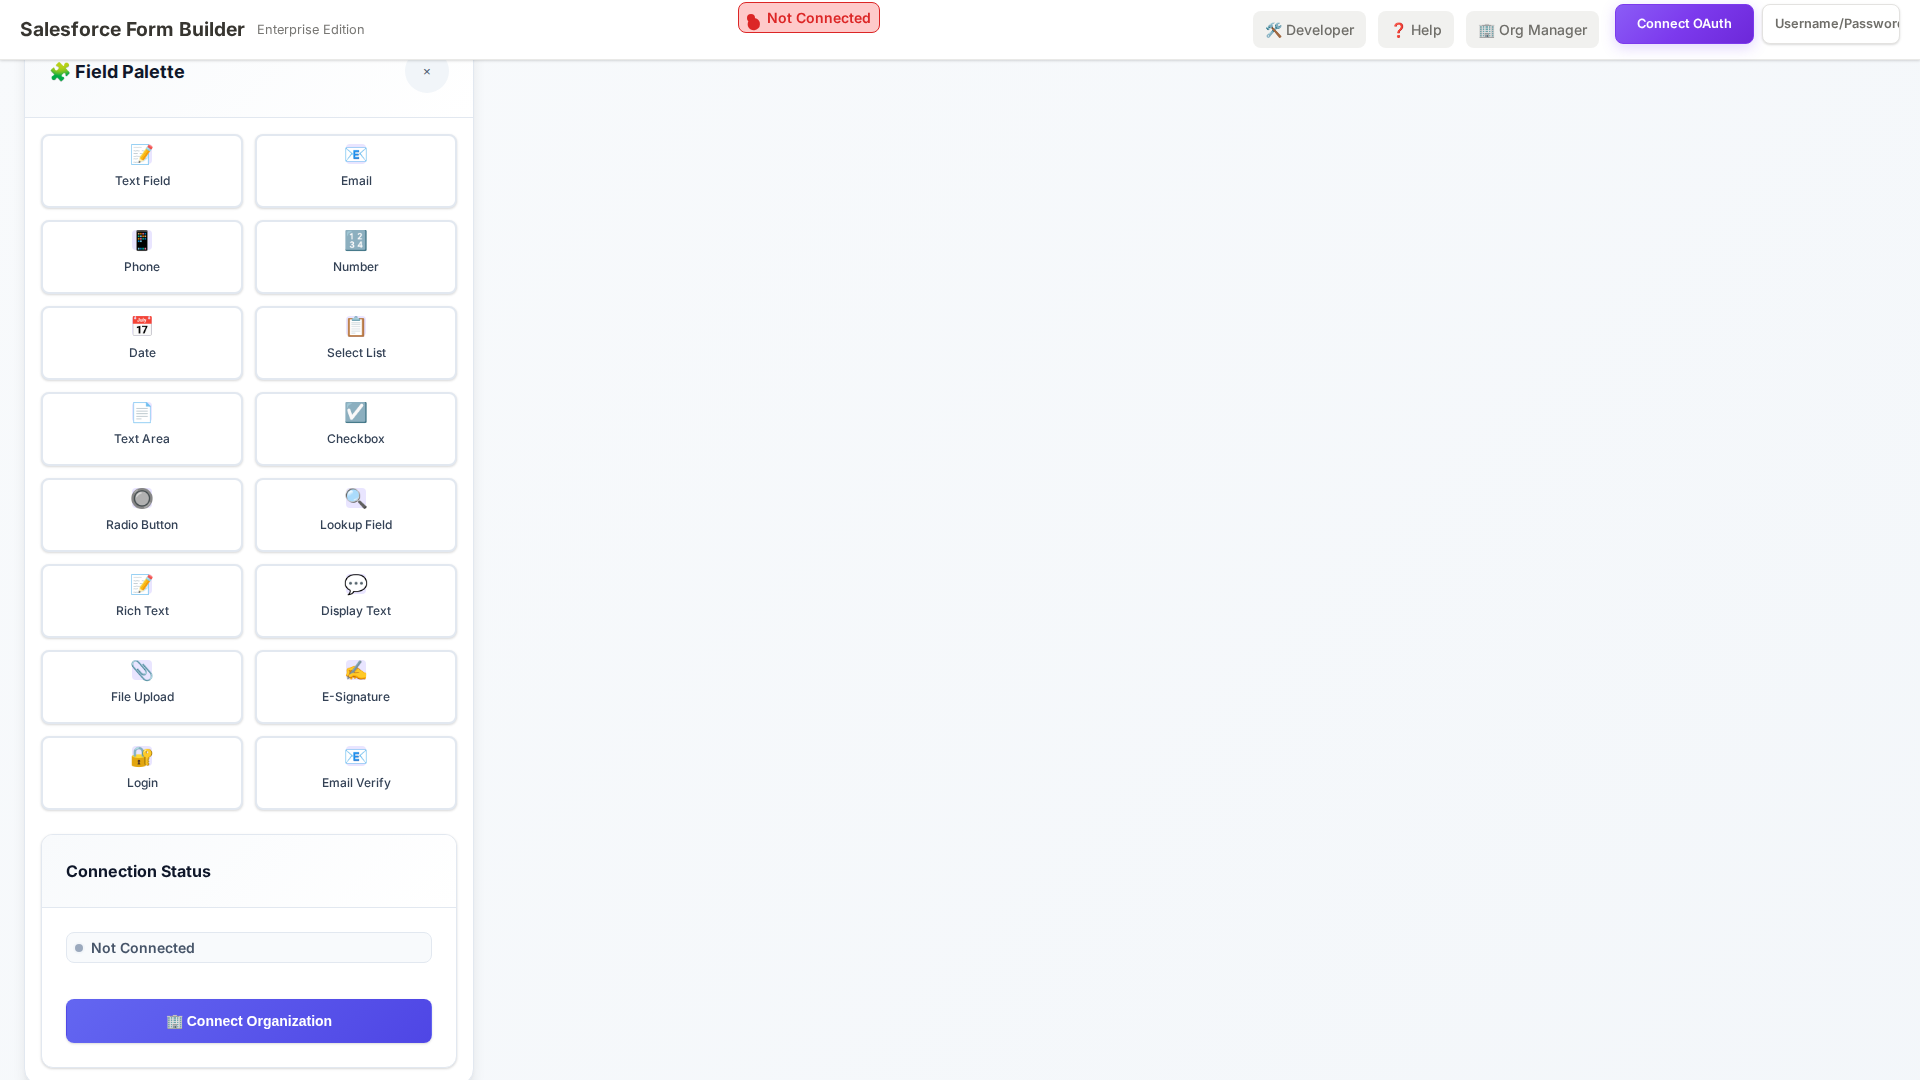 Salesforce Form Builder Enterprise Edition
Not Connected
🛠️ Developer
❓ Help
🏢 Org Manager
Connect OAuth
Username/Password
🧩 Field Palette
×
Text Field
Email
Phone
Number
Date
Select List
Text Area
Checkbox
Radio Button
Lookup Field
Rich Text
Display Text
File Upload
E-Signature
Login
Email Verify
Connection Status
Not Connected
🏢 Connect Organization